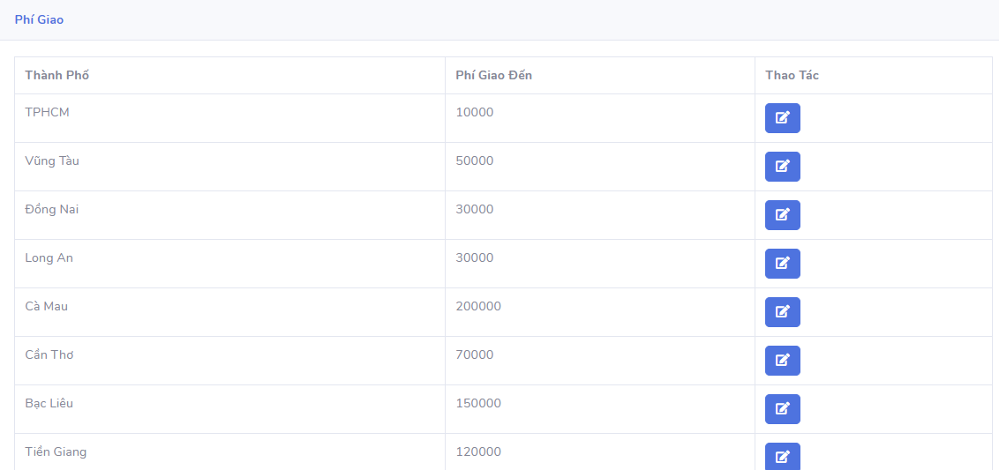 Phí Giao
Thành Phố Phí Giao Đến Thao Tác
TPHCM 10000
Vũng Tàu 50000
Đồng Nai 30000
Long An 30000
Cà Mau 200000
Cần Thơ 70000
Bạc Liêu 150000
Tiền Giang 120000